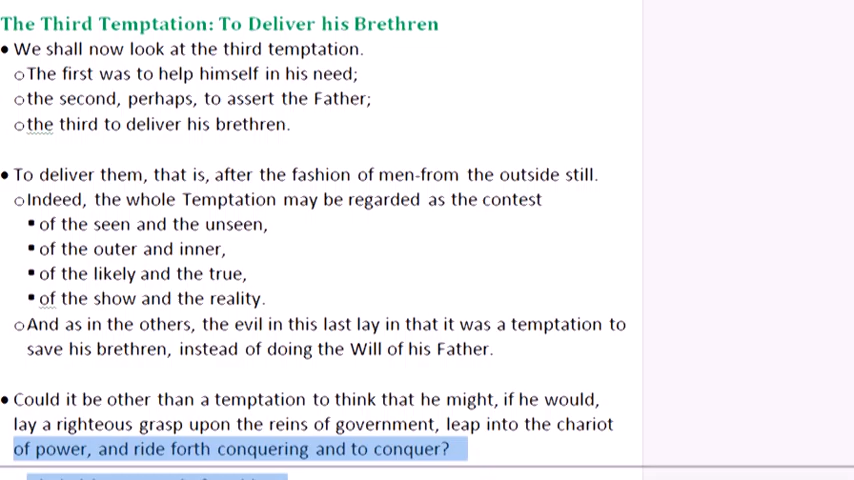 The Third Temptation: To Deliver his Brethren
• We shall now look at the third temptation.
○ The first was to help himself in his need;
○ the second, perhaps, to assert the Father;
○ the third to deliver his brethren.
• To deliver them, that is, after the fashion of men-from the outside still.
○ Indeed, the whole Temptation may be regarded as the contest
▪ of the seen and the unseen,
▪ of the outer and inner,
▪ of the likely and the true,
▪ of the show and the reality.
○ And as in the others, the evil in this last lay in that it was a temptation to
save his brethren, instead of doing the Will of his Father.
• Could it be other than a temptation to think that he might, if he would,
lay a righteous grasp upon the reins of government, leap into the chariot
of power, and ride forth conquering and to conquer?